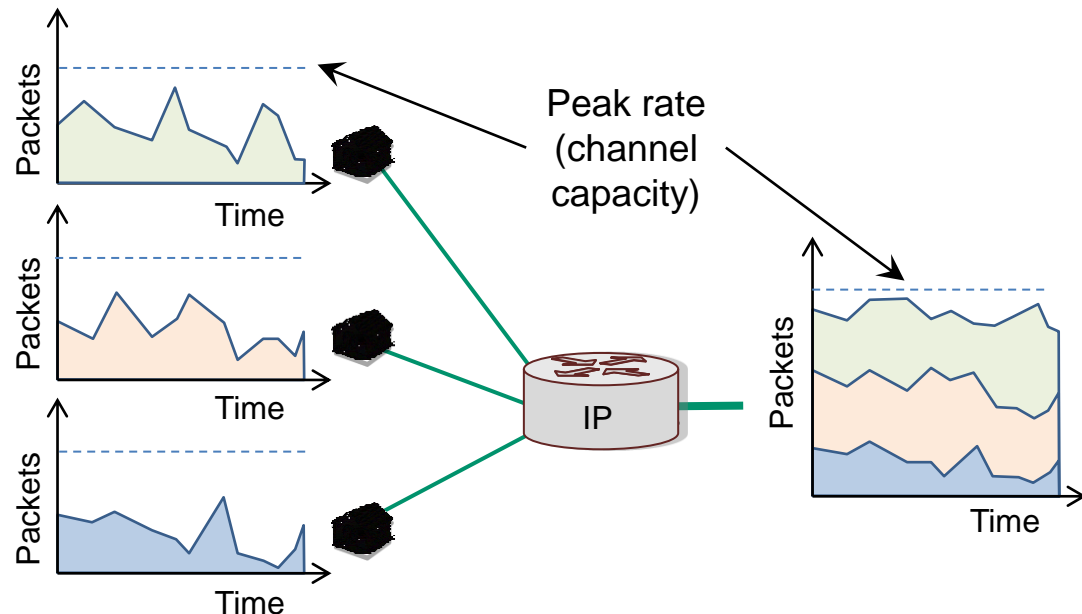 Packets
Time
Peak rate
(channel
capacity)
Packets
Time
IP
Packets
Time
Packets
Time